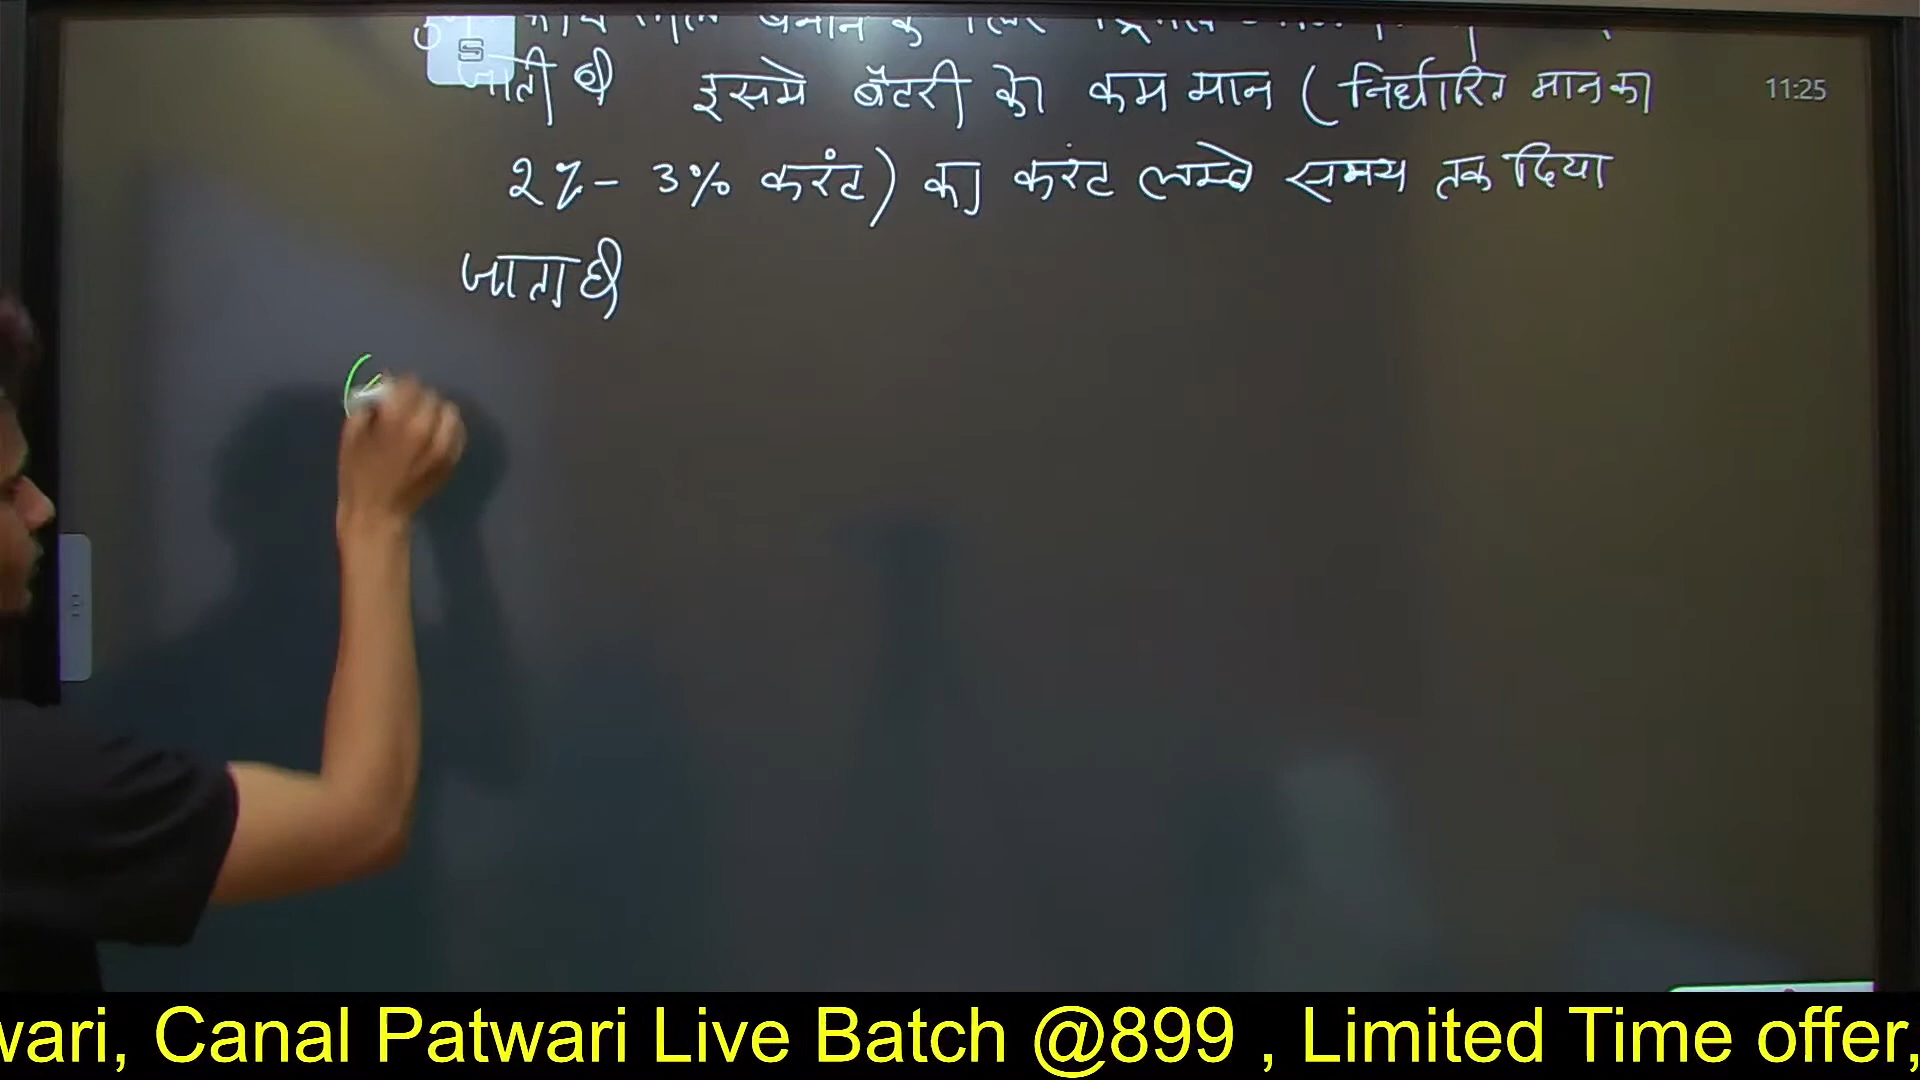 बनाने के लिए
जाती है इसमे बैटरी को कम मान ( निर्धारित मान का
11:25
2% - 3% करंट ) का करंट लम्बे समय तक दिया
जाता है
wari, Canal Patwari Live Batch @899 , Limited Time offer,